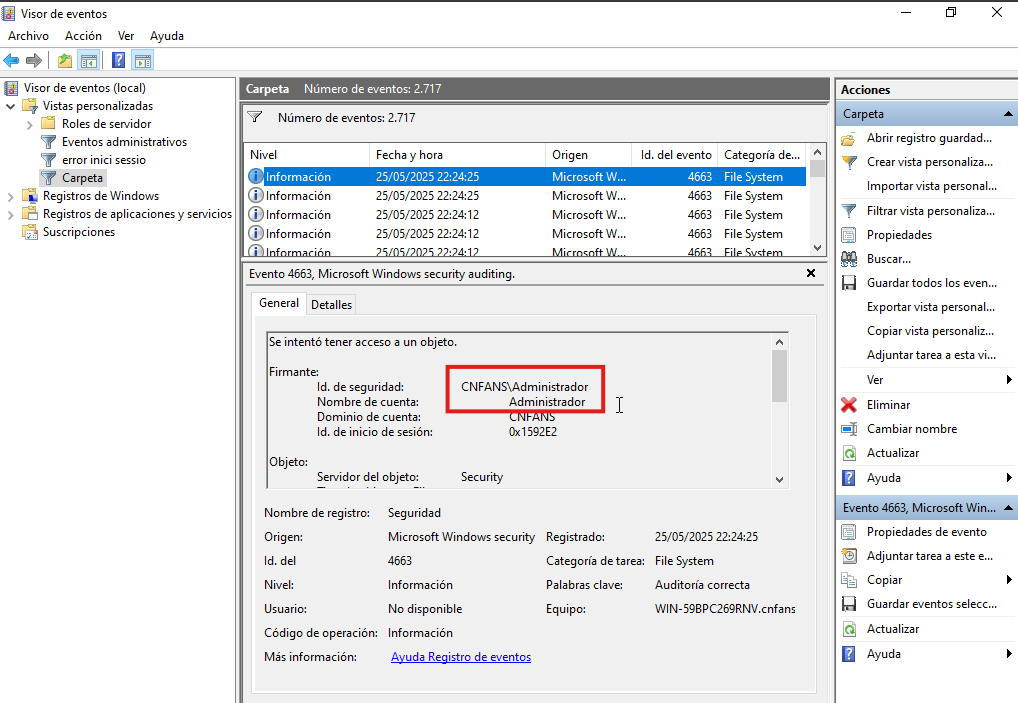 Visor de eventos
Archivo Acción Ver Ayuda
Visor de eventos (local)
Vistas personalizadas
Roles de servidor
Eventos administrativos
error inici sessio
Carpeta
Registros de Windows
Registros de aplicaciones y servicios
Suscripciones
Carpeta Número de eventos: 2.717
Número de eventos: 2.717
Nivel Fecha y hora Origen Id. del evento Categoría de...
Información 25/05/2025 22:24:25 Microsoft W... 4663 File System
Información 25/05/2025 22:24:25 Microsoft W... 4663 File System
Información 25/05/2025 22:24:12 Microsoft W... 4663 File System
Información 25/05/2025 22:24:12 Microsoft W... 4663 File System
Información 25/05/2025 22:24:12 Microsoft W... 4663 File System
Evento 4663, Microsoft Windows security auditing.
General Detalles
Se intentó tener acceso a un objeto.
Firmante:
Id. de seguridad: CNFANS\Administrador
Nombre de cuenta: Administrador
Dominio de cuenta: CNFANS
Id. de inicio de sesión: 0x1592E2
Objeto:
Servidor del objeto: Security
Nombre de registro: Seguridad
Origen: Microsoft Windows security Registrado: 25/05/2025 22:24:25
Id. del 4663 Categoría de tarea: File System
Nivel: Información Palabras clave: Auditoría correcta
Usuario: No disponible Equipo: WIN-59BPC269RNV.cnfans
Código de operación: Información
Más información: Ayuda Registro de eventos
Acciones
Carpeta
Abrir registro guardad...
Crear vista personaliza...
Importar vista personal...
Filtrar vista personaliza...
Propiedades
Buscar...
Guardar todos los even...
Exportar vista personal...
Copiar vista personaliz...
Adjuntar tarea a esta vi...
Ver
Eliminar
Cambiar nombre
Actualizar
Ayuda
Evento 4663, Microsoft Win...
Propiedades de evento
Adjuntar tarea a este e...
Copiar
Guardar eventos selecc...
Actualizar
Ayuda